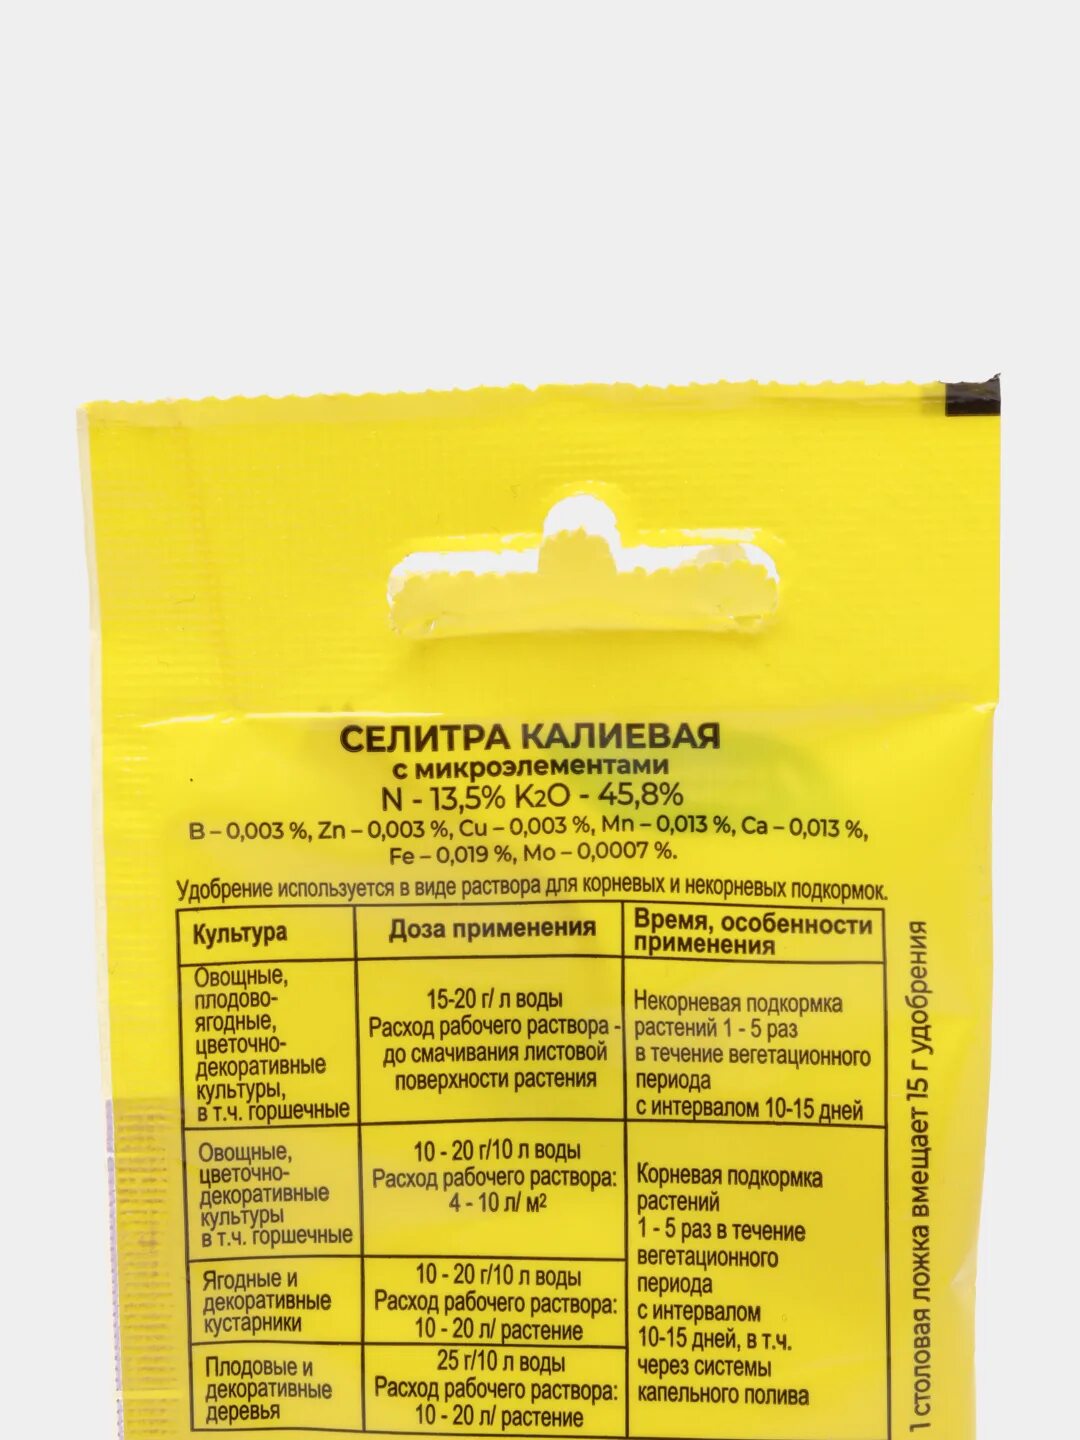 СЕЛИТРА КАЛИЕВАЯ
с микроэлементами
N - 13,5% K2O - 45,8%
B – 0,003 %, Zn – 0,003 %, Cu – 0,003 %, Mn – 0,013 %, Ca – 0,013 %,
Fe – 0,019 %, Mo – 0,0007 %.
Удобрение используется в виде раствора для корневых и некорневых подкормок.
Культура
Доза применения
Время, особенности
применения
Овощные,
плодово-
ягодные,
цветочно-
декоративные
культуры,
в т.ч. горшечные
15-20 г/ л воды
Расход рабочего раствора -
до смачивания листовой
поверхности растения
Некорневая подкормка
растений 1 - 5 раз
в течение вегетационного
периода
с интервалом 10-15 дней
Овощные,
цветочно-
декоративные
культуры
в т.ч. горшечные
10 - 20 г/10 л воды
Расход рабочего раствора:
4 - 10 л/ м²
Корневая подкормка
растений
1 - 5 раз в течение
вегетационного
периода
с интервалом
10-15 дней, в т.ч.
через системы
капельного полива
Ягодные и
декоративные
кустарники
10 - 20 г/10 л воды
Расход рабочего раствора:
10 - 20 л/ растение
Плодовые и
декоративные
деревья
25 г/10 л воды
Расход рабочего раствора:
10 - 20 л/ растение
1 столовая ложка вмещает 15 г удобрения